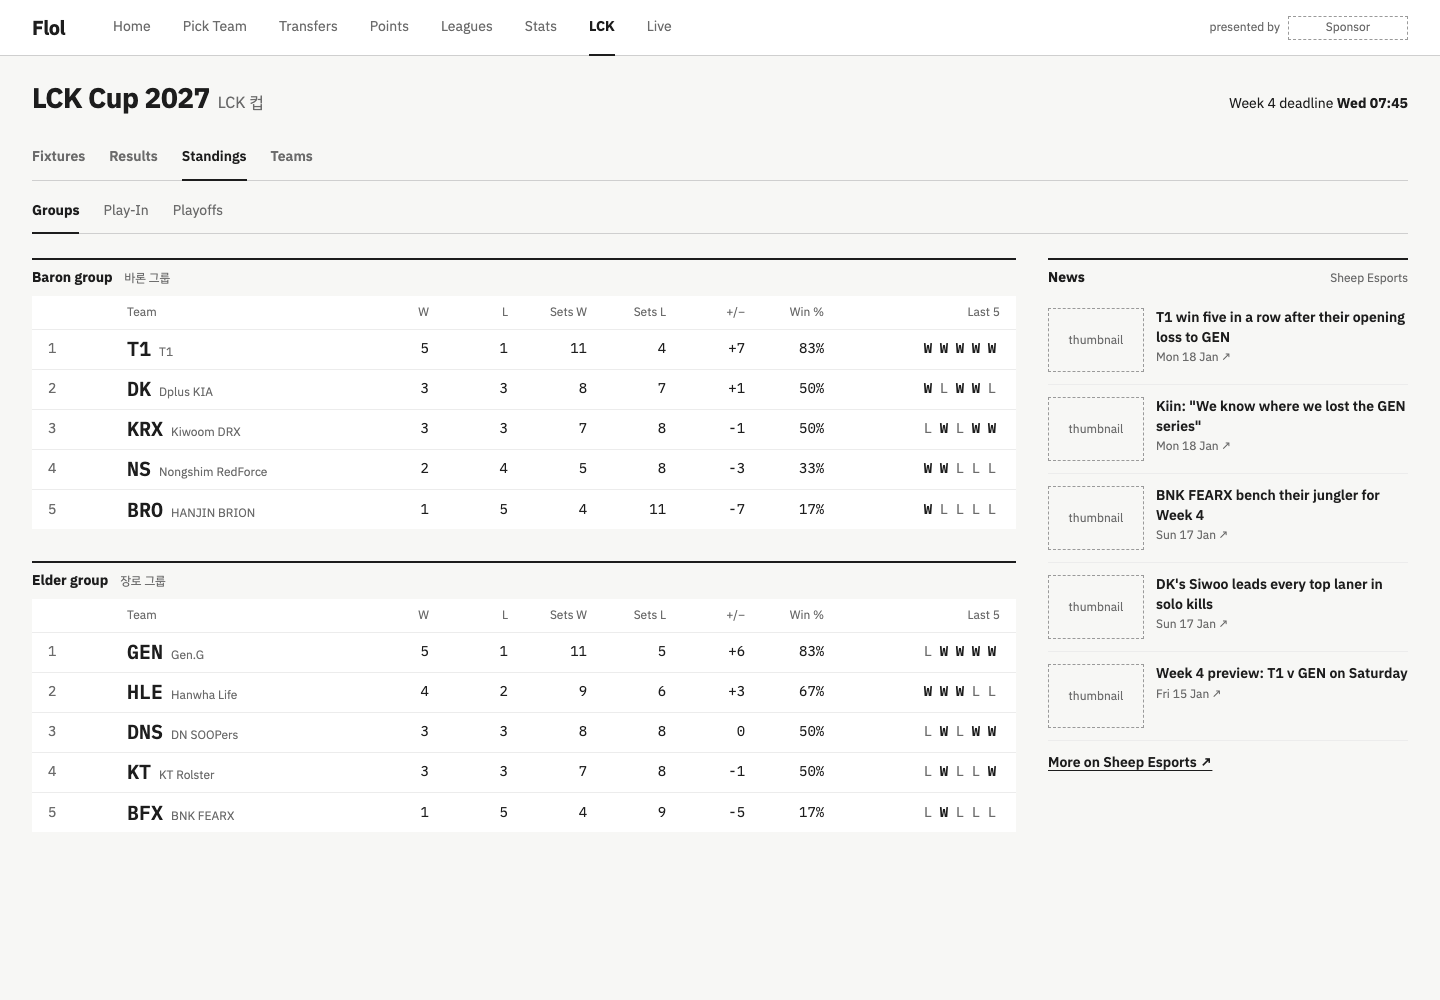 Flol Home Pick Team Transfers Points Leagues Stats LCK Live presented by Sponsor
LCK Cup 2027 LCK 컵 Week 4 deadline Wed 07:45
Fixtures Results Standings Teams
Groups Play-In Playoffs
Baron group 바론 그룹
Team W L Sets W Sets L +/− Win % Last 5
1 T1 T1 5 1 11 4 +7 83% W W W W W
2 DK Dplus KIA 3 3 8 7 +1 50% W L W W L
3 KRX Kiwoom DRX 3 3 7 8 -1 50% L W L W W
4 NS Nongshim RedForce 2 4 5 8 -3 33% W W L L L
5 BRO HANJIN BRION 1 5 4 11 -7 17% W L L L L
Elder group 장로 그룹
Team W L Sets W Sets L +/− Win % Last 5
1 GEN Gen.G 5 1 11 5 +6 83% L W W W W
2 HLE Hanwha Life 4 2 9 6 +3 67% W W W L L
3 DNS DN SOOPers 3 3 8 8 0 50% L W L W W
4 KT KT Rolster 3 3 7 8 -1 50% L W L L W
5 BFX BNK FEARX 1 5 4 9 -5 17% L W L L L
News Sheep Esports
thumbnail
T1 win five in a row after their opening
loss to GEN
Mon 18 Jan ↗
thumbnail
Kiin: "We know where we lost the GEN
series"
Mon 18 Jan ↗
thumbnail
BNK FEARX bench their jungler for
Week 4
Sun 17 Jan ↗
thumbnail
DK's Siwoo leads every top laner in
solo kills
Sun 17 Jan ↗
thumbnail
Week 4 preview: T1 v GEN on Saturday
Fri 15 Jan ↗
More on Sheep Esports ↗